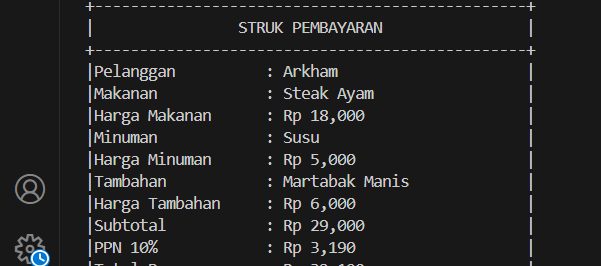 STRUK PEMBAYARAN
Pelanggan : Arkham
Makanan : Steak Ayam
Harga Makanan : Rp 18,000
Minuman : Susu
Harga Minuman : Rp 5,000
Tambahan : Martabak Manis
Harga Tambahan : Rp 6,000
Subtotal : Rp 29,000
PPN 10% : Rp 3,190